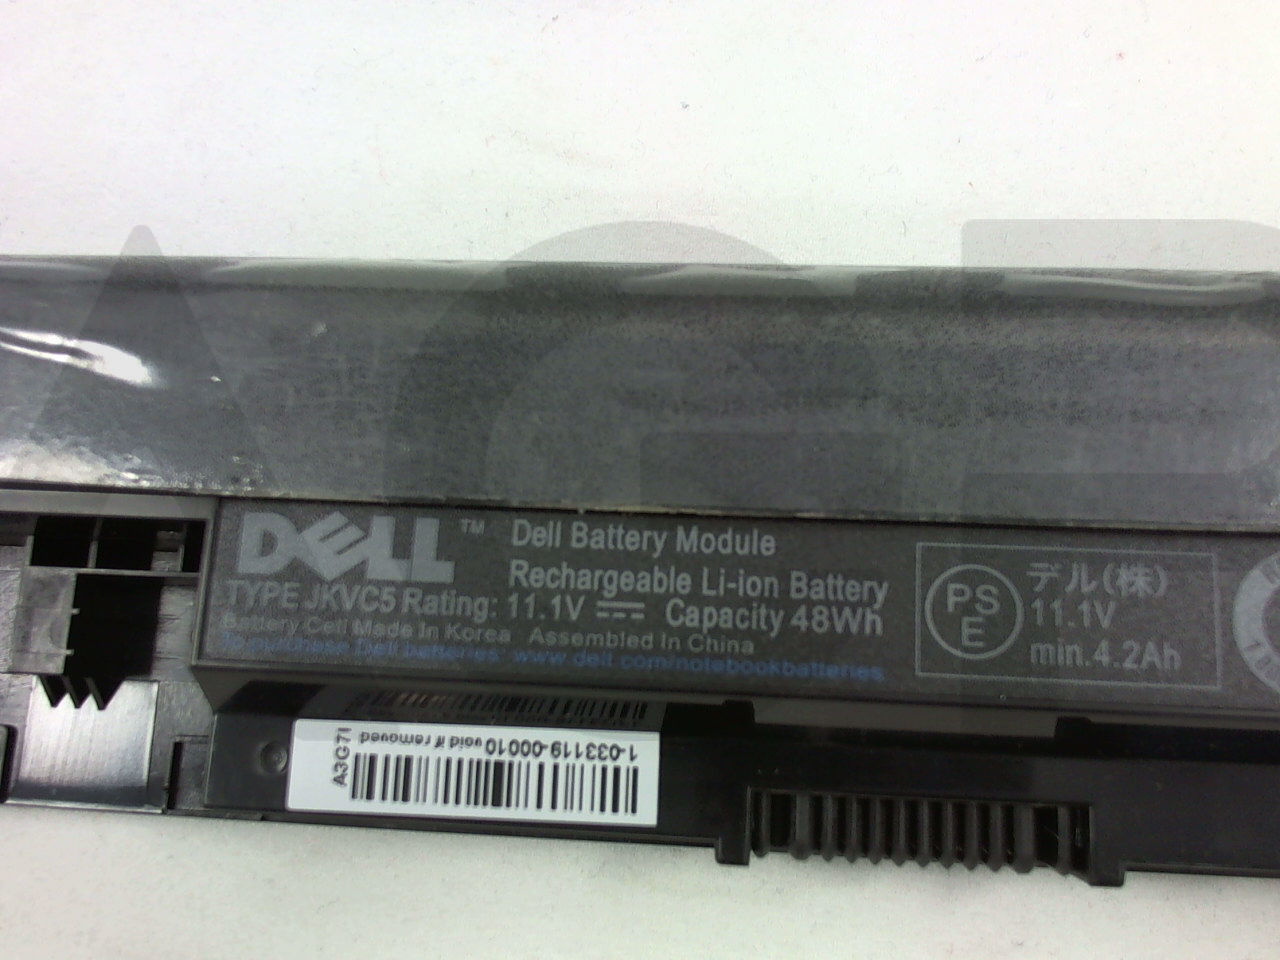 DELL™
Dell Battery Module
Rechargeable Li-ion Battery
TYPE JKVC5 Rating: 11.1V Capacity 48Wh
Battery Cell Made In Korea Assembled In China
Dell batteries: www.dell.com/notebookbatteries
PS
E
デル(株)
11.1V
min.4.2Ah
1-033119-00010 void if removed
A3G7I